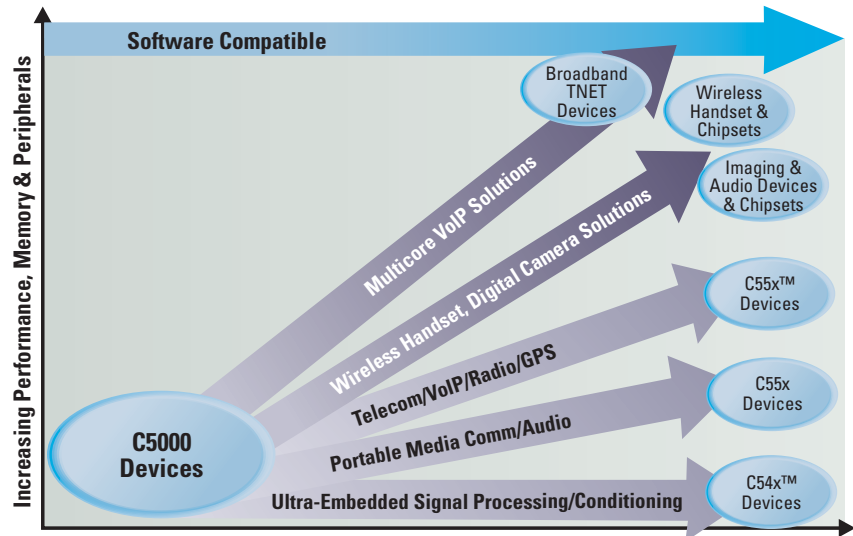 Software Compatible
Increasing Performance, Memory & Peripherals
Broadband
TNET
Devices
Wireless
Handset &
Chipsets
Imaging &
Audio Devices
& Chipsets
Multicore VoIP Solutions
Wireless Handset, Digital Camera Solutions
C55x™
Devices
Telecom/VoIP/Radio/GPS
C55x
Devices
Portable Media Comm/Audio
C5000
Devices
C54x™
Devices
Ultra-Embedded Signal Processing/Conditioning